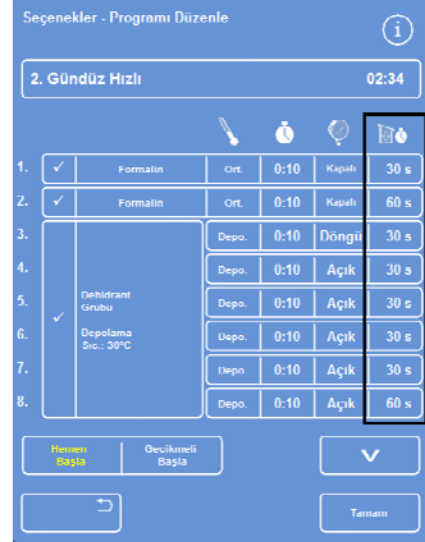 Seçenekler - Programı Düzenle
i
2. Gündüz Hızlı 02:34
1. Formalin Ort. 0:10 Kapalı 30 s
2. Formalin Ort. 0:10 Kapalı 60 s
3. Depo. 0:10 Döngü 30 s
4. Depo. 0:10 Açık 30 s
5. Dehidrant Grubu Depo. 0:10 Açık 30 s
6. Depolama Sıc.: 30°C Depo. 0:10 Açık 30 s
7. Depo. 0:10 Açık 30 s
8. Depo. 0:10 Açık 60 s
Hemen Başla Gecikmeli Başla
Tamam